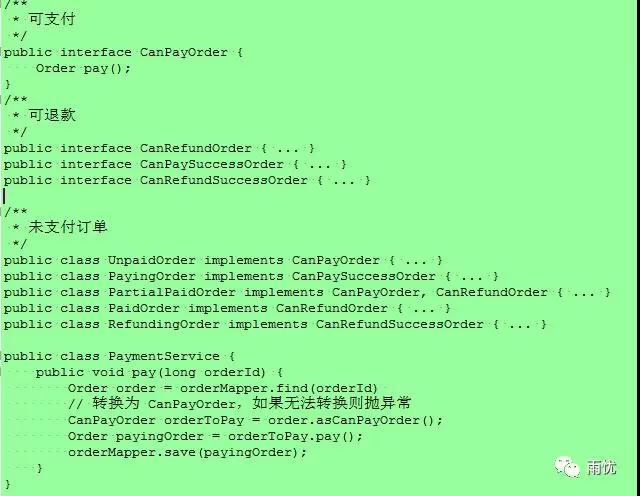 /**
 * 可支付
 */
public interface CanPayOrder {
    Order pay();
}
/**
 * 可退款
 */
public interface CanRefundOrder { ... }
public interface CanPaySuccessOrder { ... }
public interface CanRefundSuccessOrder { ... }
/**
 * 未支付订单
 */
public class UnpaidOrder implements CanPayOrder { ... }
public class PayingOrder implements CanPaySuccessOrder { ... }
public class PartialPaidOrder implements CanPayOrder, CanRefundOrder { ... }
public class PaidOrder implements CanRefundOrder { ... }
public class RefundingOrder implements CanRefundSuccessOrder { ... }
public class PaymentService {
    public void pay(long orderId) {
        Order order = orderMapper.find(orderId)
        // 转换为 CanPayOrder, 如果无法转换则抛异常
        CanPayOrder orderToPay = order.asCanPayOrder();
        Order payingOrder = orderToPay.pay();
        orderMapper.save(payingOrder);
    }
}
雨忧